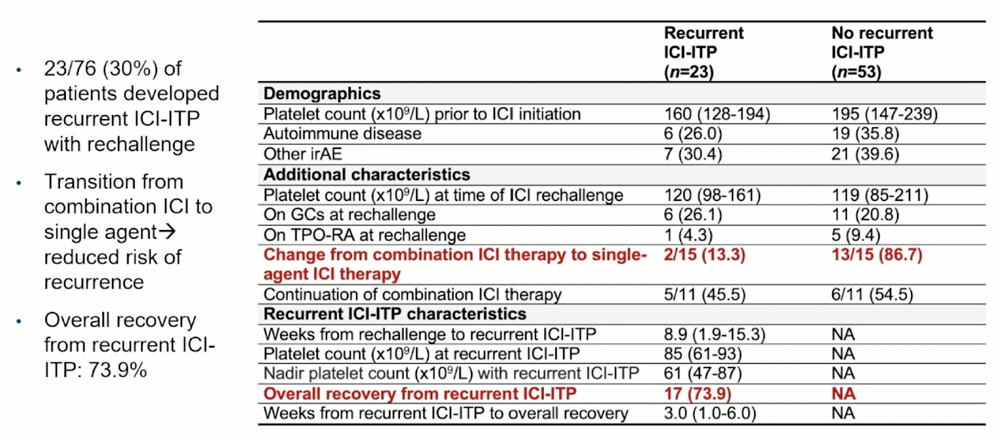 • 23/76 (30%) of
patients developed
recurrent ICI-ITP
with rechallenge
• Transition from
combination ICI to
single agent→
reduced risk of
recurrence
• Overall recovery
from recurrent ICI-
ITP: 73.9%
Recurrent ICI-ITP (n=23) No recurrent ICI-ITP (n=53)
Demographics
Platelet count (x10⁹/L) prior to ICI initiation 160 (128-194) 195 (147-239)
Autoimmune disease 6 (26.0) 19 (35.8)
Other irAE 7 (30.4) 21 (39.6)
Additional characteristics
Platelet count (x10⁹/L) at time of ICI rechallenge 120 (98-161) 119 (85-211)
On GCs at rechallenge 6 (26.1) 11 (20.8)
On TPO-RA at rechallenge 1 (4.3) 5 (9.4)
Change from combination ICI therapy to single- 2/15 (13.3) 13/15 (86.7)
agent ICI therapy
Continuation of combination ICI therapy 5/11 (45.5) 6/11 (54.5)
Recurrent ICI-ITP characteristics
Weeks from rechallenge to recurrent ICI-ITP 8.9 (1.9-15.3) NA
Platelet count (x10⁹/L) at recurrent ICI-ITP 85 (61-93) NA
Nadir platelet count (x10⁹/L) with recurrent ICI-ITP 61 (47-87) NA
Overall recovery from recurrent ICI-ITP 17 (73.9) NA
Weeks from recurrent ICI-ITP to overall recovery 3.0 (1.0-6.0) NA